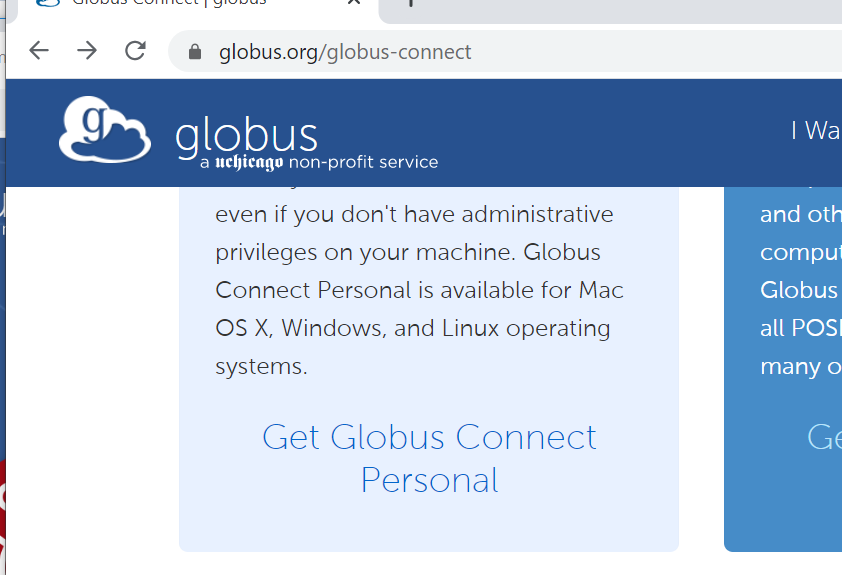 Globus Connect | globus
globus.org/globus-connect
globus
a uchicago non-profit service
I Wa
even if you don't have administrative
privileges on your machine. Globus
Connect Personal is available for Mac
OS X, Windows, and Linux operating
systems.
Get Globus Connect
Personal
and oth
comput
Globus
all POSI
many o
Ge